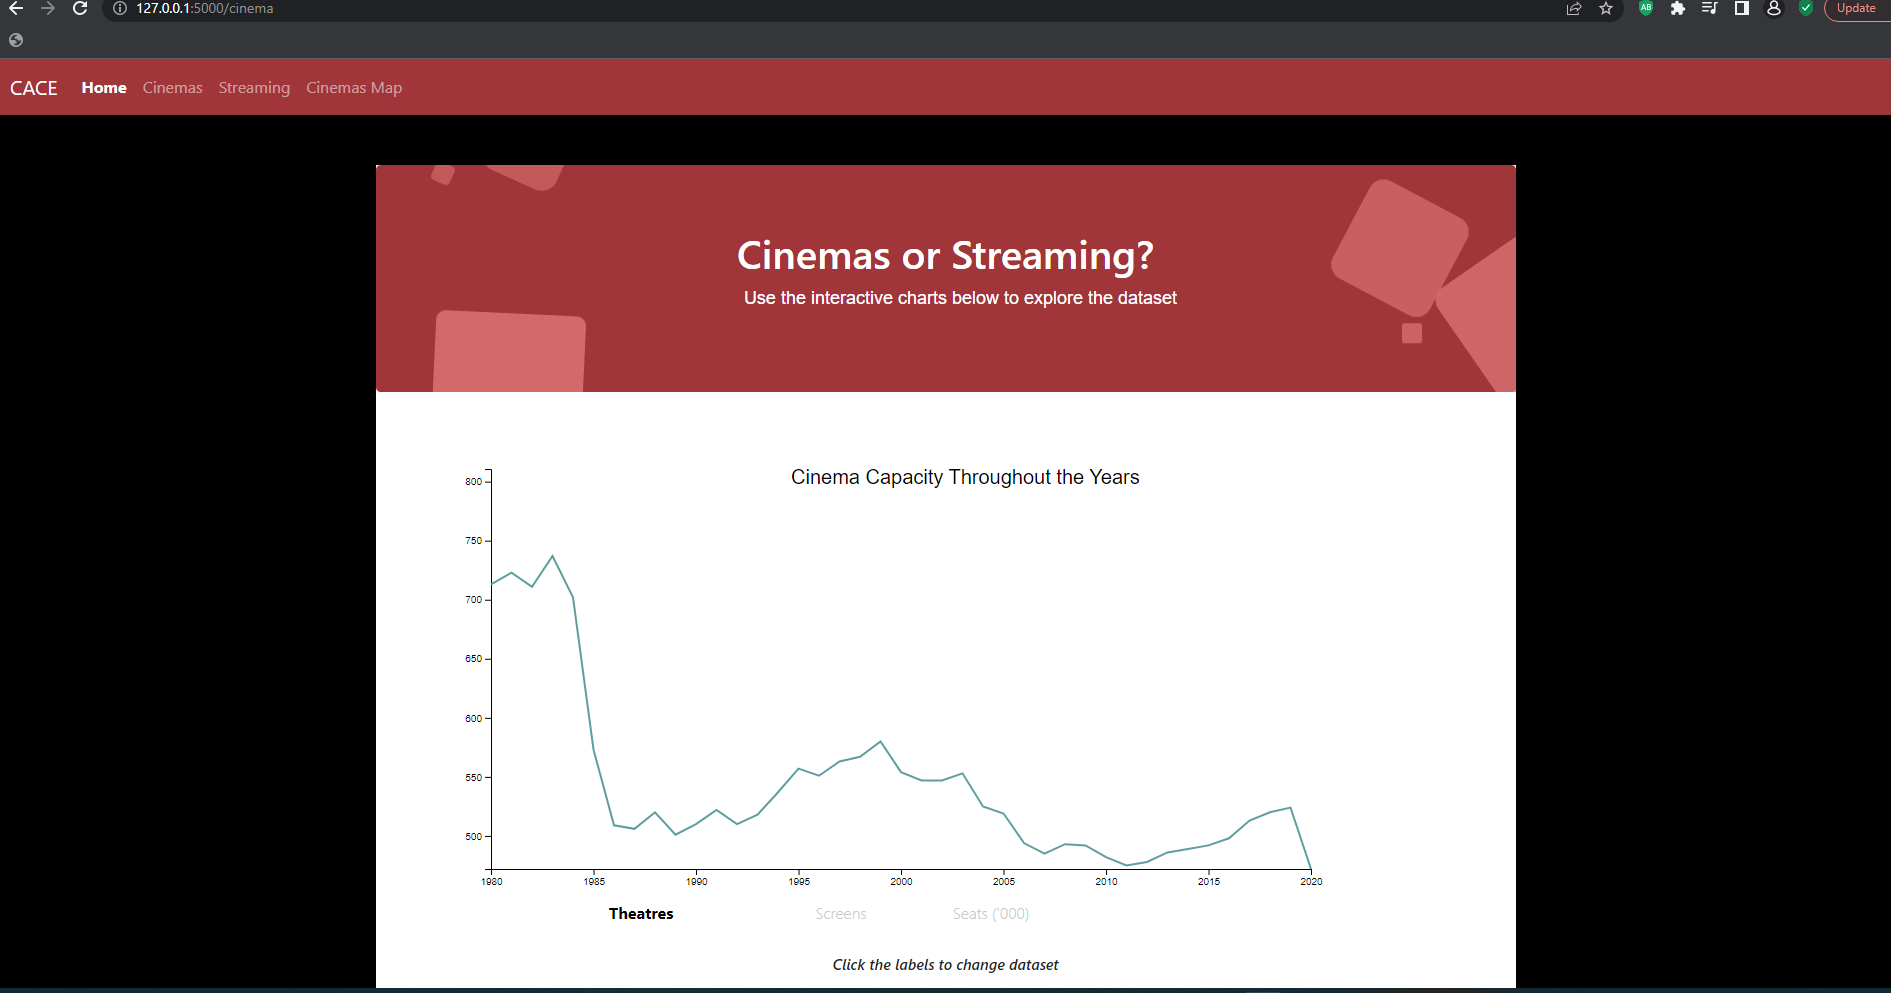 127.0.0.1:5000/cinema
AB
Update
CACE Home Cinemas Streaming Cinemas Map
Cinemas or Streaming?
Use the interactive charts below to explore the dataset
Cinema Capacity Throughout the Years
800
750
700
650
600
550
500
1980 1985 1990 1995 2000 2005 2010 2015 2020
Theatres Screens Seats ('000)
Click the labels to change dataset